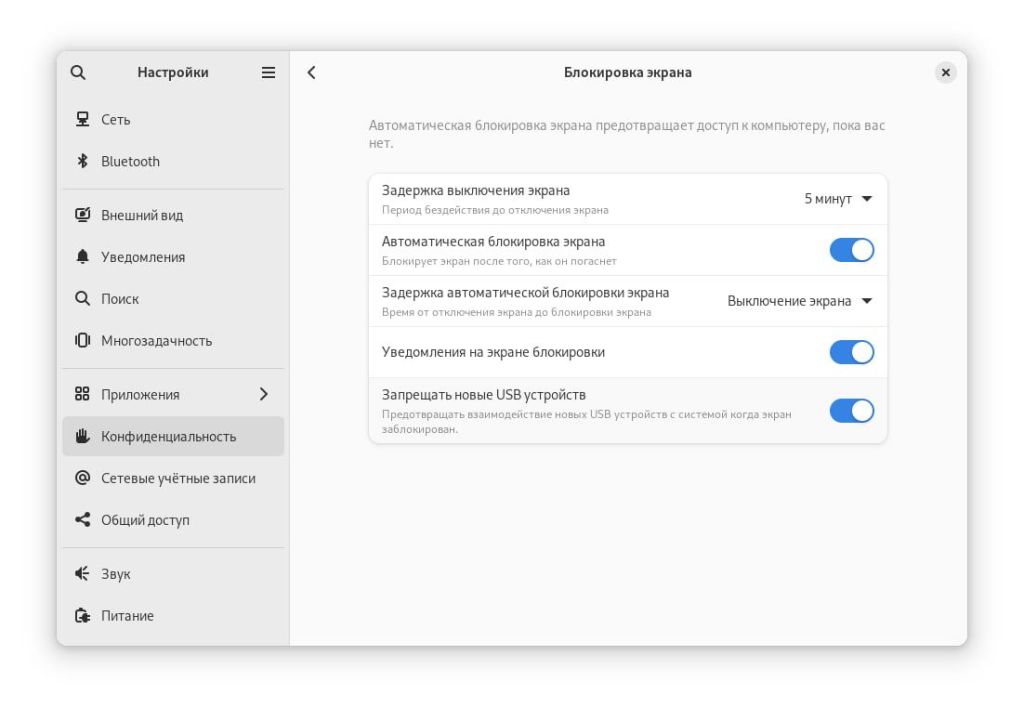 Настройки
Сеть
Bluetooth
Внешний вид
Уведомления
Поиск
Многозадачность
Приложения
Конфиденциальность
Сетевые учётные записи
Общий доступ
Звук
Питание
Блокировка экрана
Автоматическая блокировка экрана предотвращает доступ к компьютеру, пока вас
нет.
Задержка выключения экрана
Период бездействия до отключения экрана
5 минут
Автоматическая блокировка экрана
Блокирует экран после того, как он погаснет
Задержка автоматической блокировки экрана
Время от отключения экрана до блокировки экрана
Выключение экрана
Уведомления на экране блокировки
Запрещать новые USB устройств
Предотвращать взаимодействие новых USB устройств с системой когда экран
заблокирован.